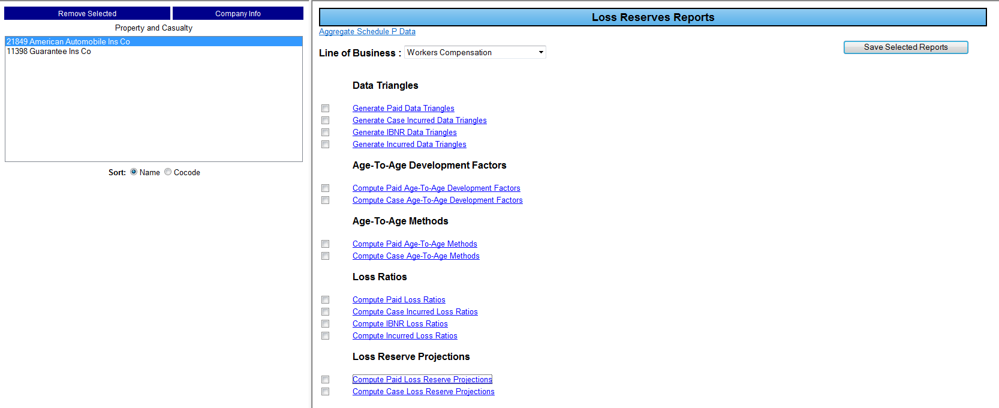 Remove Selected
Company Info
Property and Casualty
21849 American Automobile Ins Co
11398 Guarantee Ins Co
Sort: Name Cocode
Loss Reserves Reports
Aggregate Schedule P Data
Line of Business : Workers Compensation
Save Selected Reports
Data Triangles
Generate Paid Data Triangles
Generate Case Incurred Data Triangles
Generate IBNR Data Triangles
Generate Incurred Data Triangles
Age-To-Age Development Factors
Compute Paid Age-To-Age Development Factors
Compute Case Age-To-Age Development Factors
Age-To-Age Methods
Compute Paid Age-To-Age Methods
Compute Case Age-To-Age Methods
Loss Ratios
Compute Paid Loss Ratios
Compute Case Incurred Loss Ratios
Compute IBNR Loss Ratios
Compute Incurred Loss Ratios
Loss Reserve Projections
Compute Paid Loss Reserve Projections
Compute Case Loss Reserve Projections